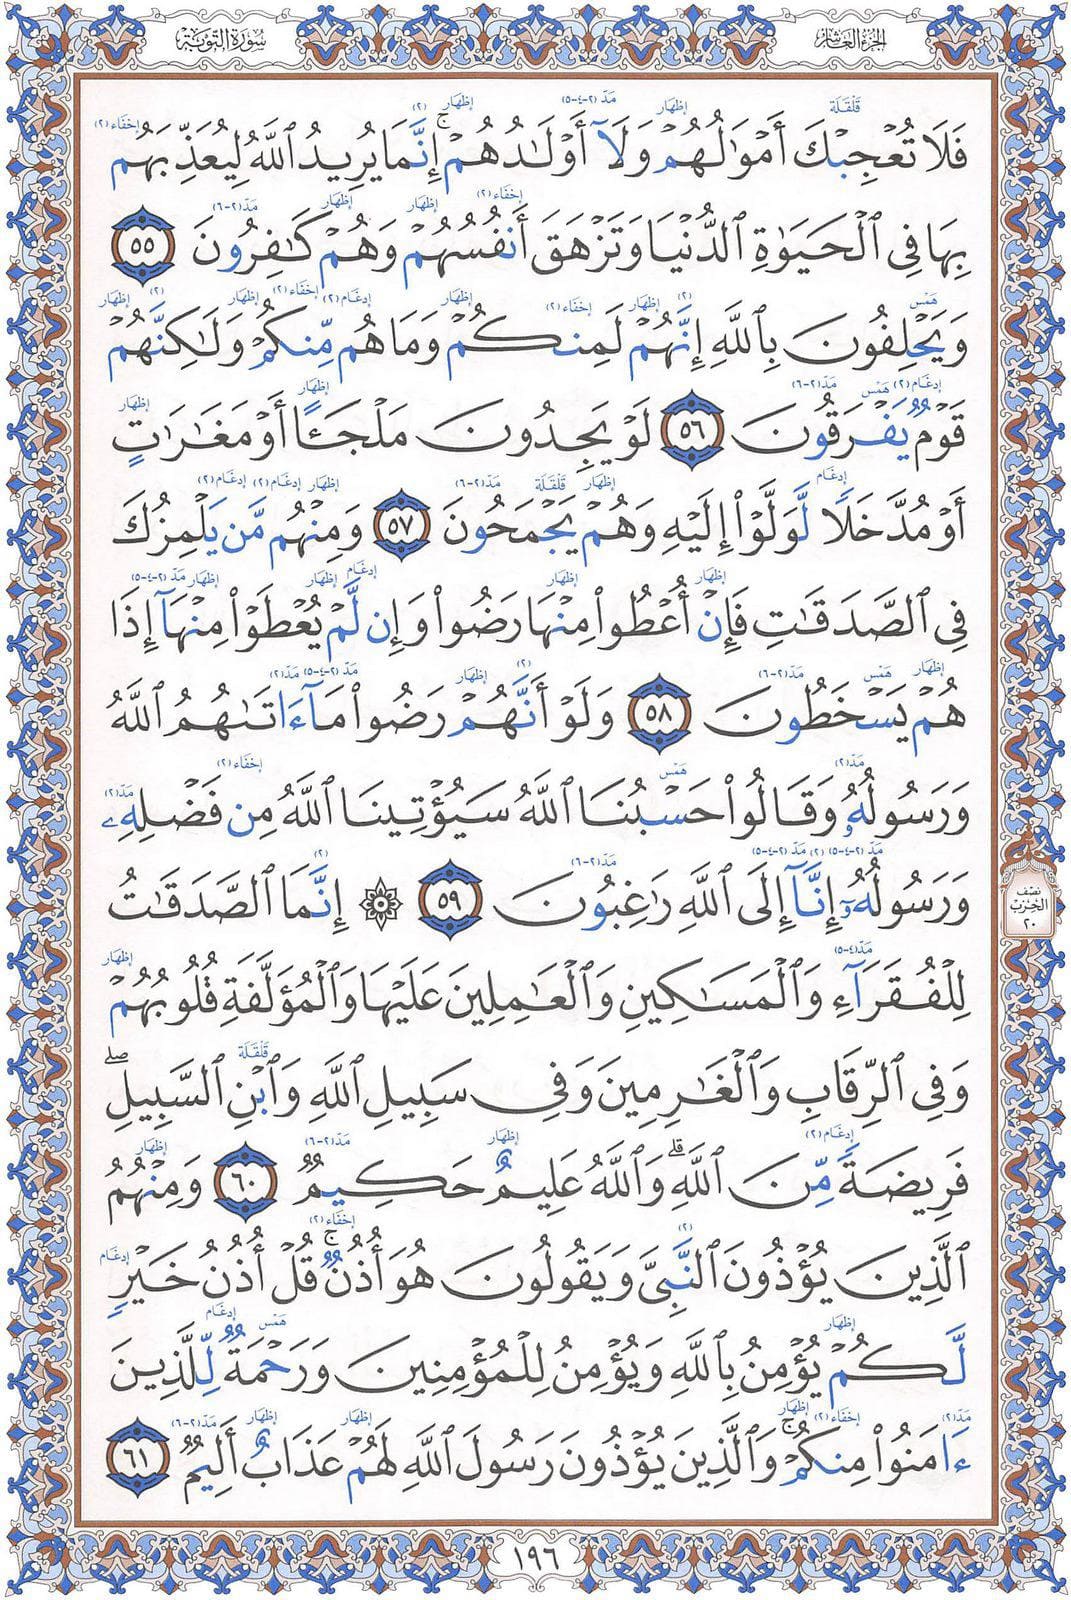 الجزء العاشر
سورة التوبة
فَلَا تُعۡجِبۡكَ أَمۡوَٰلُهُمۡ وَلَآ أَوۡلَٰدُهُمۡۚ إِنَّمَا يُرِيدُ ٱللَّهُ لِيُعَذِّبَهُم
بِهَا فِي ٱلۡحَيَوٰةِ ٱلدُّنۡيَا وَتَزۡهَقَ أَنفُسُهُمۡ وَهُمۡ كَٰفِرُونَ ٥٥
وَيَحۡلِفُونَ بِٱللَّهِ إِنَّهُمۡ لَمِنكُمۡ وَمَا هُم مِّنكُمۡ وَلَٰكِنَّهُمۡ
قَوۡمٞ يَفۡرَقُونَ ٥٦ لَوۡ يَجِدُونَ مَلۡجَـًٔا أَوۡ مَغَٰرَٰتٍ
أَوۡ مُدَّخَلٗا لَّوَلَّوۡاْ إِلَيۡهِ وَهُمۡ يَجۡمَحُونَ ٥٧ وَمِنۡهُم مَّن يَلۡمِزُكَ
فِي ٱلصَّدَقَٰتِ فَإِنۡ أُعۡطُواْ مِنۡهَا رَضُواْ وَإِن لَّمۡ يُعۡطَوۡاْ مِنۡهَآ إِذَا
هُمۡ يَسۡخَطُونَ ٥٨ وَلَوۡ أَنَّهُمۡ رَضُواْ مَآ ءَاتَىٰهُمُ ٱللَّهُ
وَرَسُولُهُۥ وَقَالُواْ حَسۡبُنَا ٱللَّهُ سَيُؤۡتِينَا ٱللَّهُ مِن فَضۡلِهِۦ
وَرَسُولُهُۥٓ إِنَّآ إِلَى ٱللَّهِ رَٰغِبُونَ ٥٩ ۞ إِنَّمَا ٱلصَّدَقَٰتُ
لِلۡفُقَرَآءِ وَٱلۡمَسَٰكِينِ وَٱلۡعَٰمِلِينَ عَلَيۡهَا وَٱلۡمُؤَلَّفَةِ قُلُوبُهُمۡ
وَفِي ٱلرِّقَابِ وَٱلۡغَٰرِمِينَ وَفِي سَبِيلِ ٱللَّهِ وَٱبۡنِ ٱلسَّبِيلِۖ
فَرِيضَةٗ مِّنَ ٱللَّهِۗ وَٱللَّهُ عَلِيمٌ حَكِيمٞ ٦٠ وَمِنۡهُمُ
ٱلَّذِينَ يُؤۡذُونَ ٱلنَّبِيَّ وَيَقُولُونَ هُوَ أُذُنٞۚ قُلۡ أُذُنُ خَيۡرٖ
لَّكُمۡ يُؤۡمِنُ بِٱللَّهِ وَيُؤۡمِنُ لِلۡمُؤۡمِنِينَ وَرَحۡمَةٞ لِّلَّذِينَ
ءَامَنُواْ مِنكُمۡۚ وَٱلَّذِينَ يُؤۡذُونَ رَسُولَ ٱللَّهِ لَهُمۡ عَذَابٌ أَلِيمٞ ٦١
نصف
الحزب
٢٠
١٩٦